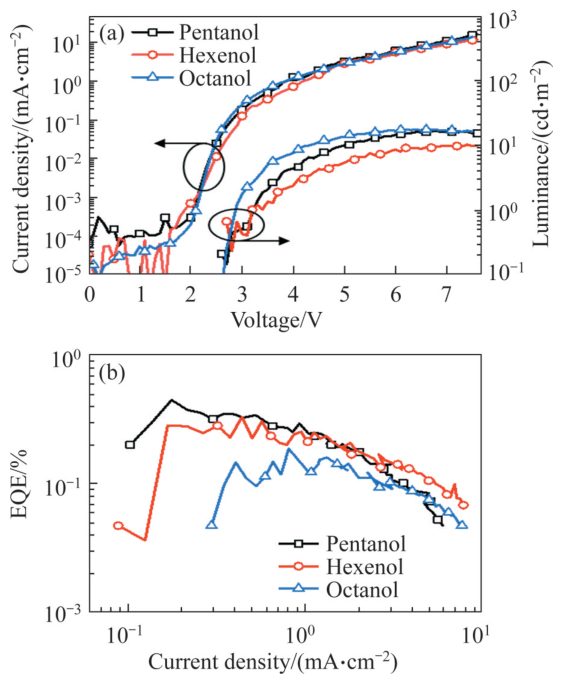 (a)
Pentanol
Hexenol
Octanol
Current density/(mA·cm⁻²)
10¹
10⁰
10⁻¹
10⁻²
10⁻³
10⁻⁴
10⁻⁵
10³
10²
10¹
10⁰
10⁻¹
Luminance/(cd·m⁻²)
0 1 2 3 4 5 6 7
Voltage/V
(b)
EQE/%
10⁰
10⁻¹
10⁻³
Pentanol
Hexenol
Octanol
10⁻¹ 10⁰ 10¹
Current density/(mA·cm⁻²)